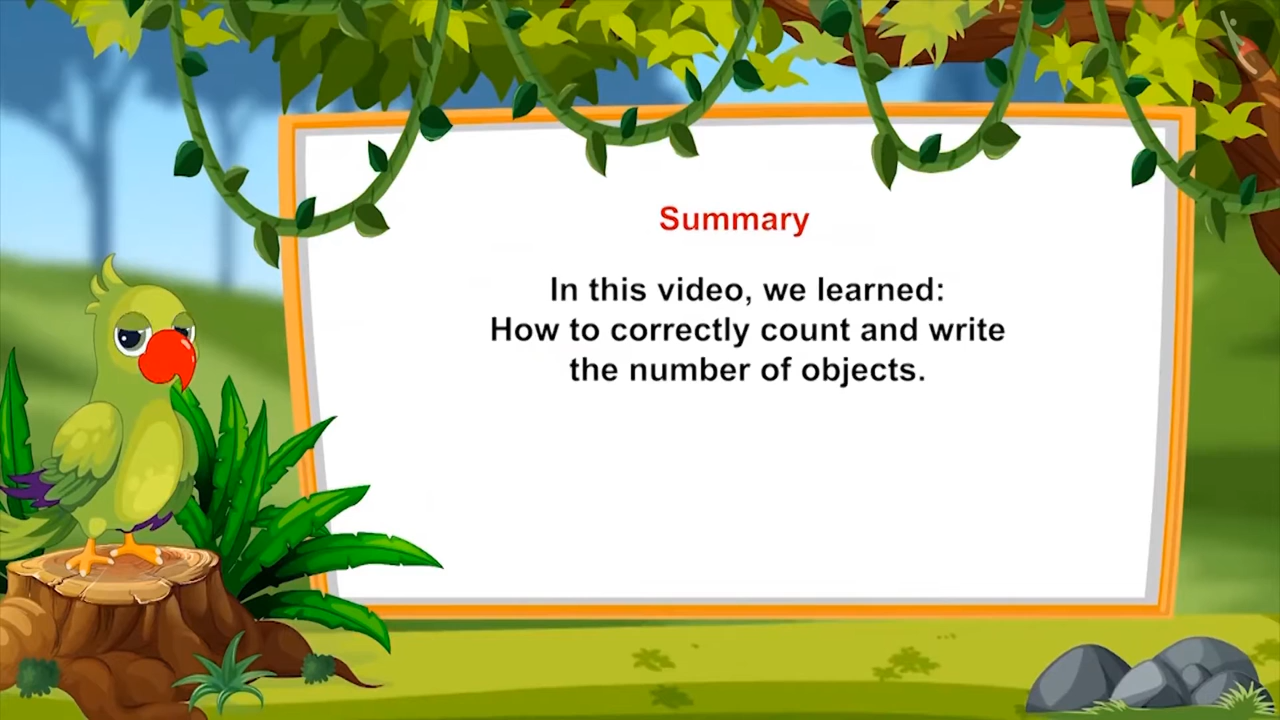 Summary
In this video, we learned:
How to correctly count and write
the number of objects.